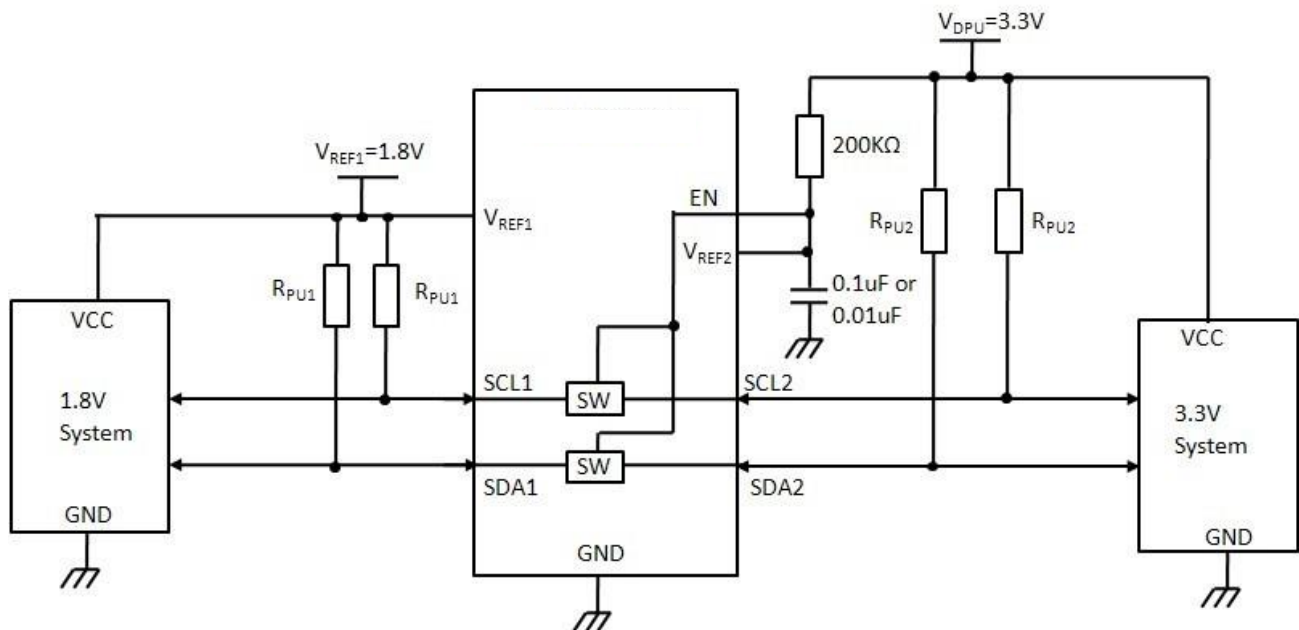 V_DPU=3.3V
V_REF1=1.8V
200KΩ
EN
V_REF1
V_REF2
R_PU1
R_PU1
R_PU2
R_PU2
0.1uF or
0.01uF
VCC
VCC
SCL1
SW
SCL2
1.8V
System
3.3V
System
SW
SDA1
SDA2
GND
GND
GND